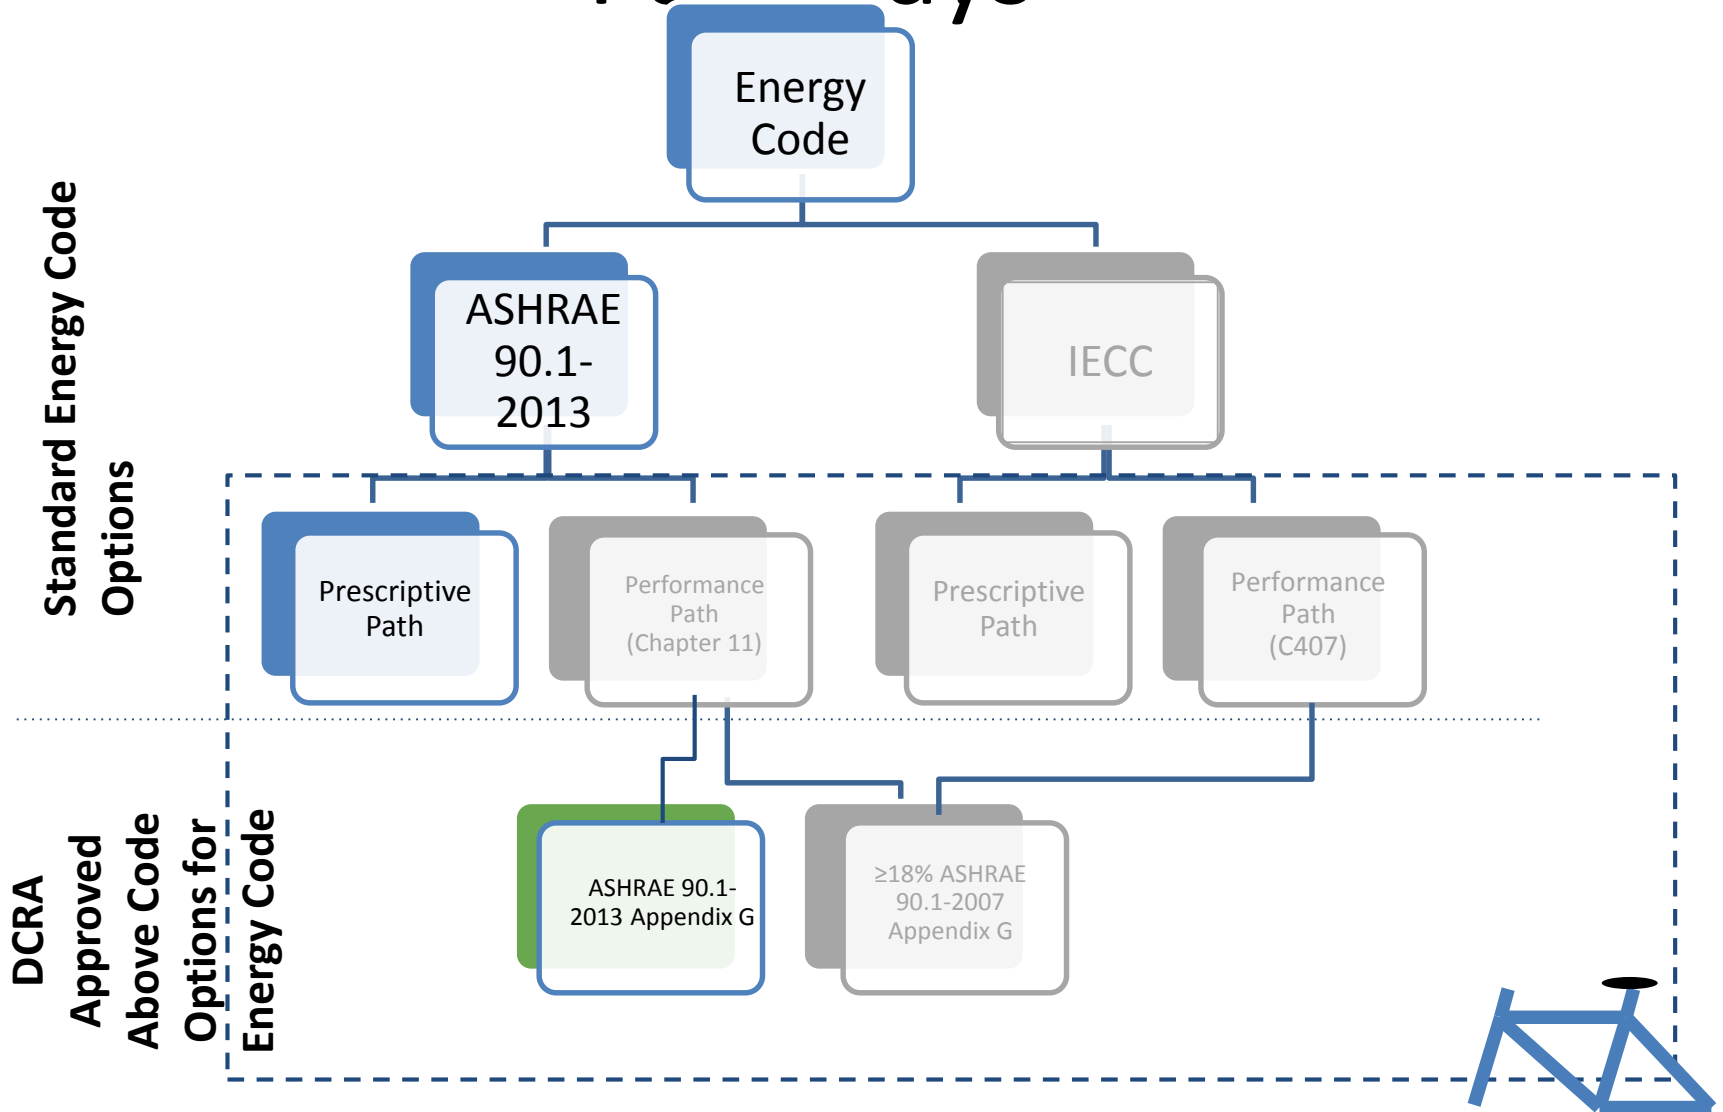 Energy
Code
ASHRAE
90.1-
2013
IECC
Standard Energy Code
Options
Prescriptive
Path
Performance
Path
(Chapter 11)
Prescriptive
Path
Performance
Path
(C407)
DCRA
Approved
Above Code
Options for
Energy Code
ASHRAE 90.1-
2013 Appendix G
≥18% ASHRAE
90.1-2007
Appendix G